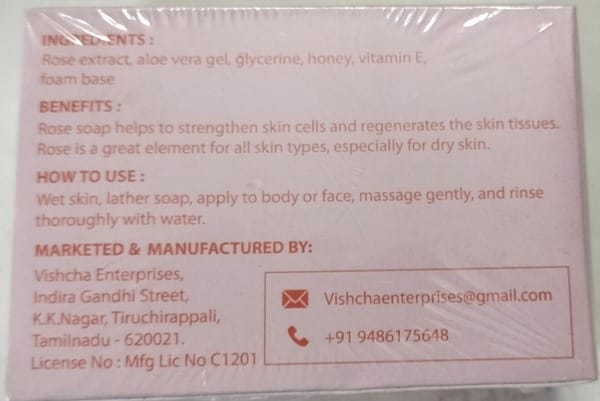 INGREDIENTS :
Rose extract, aloe vera gel, glycerine, honey, vitamin E,
foam base
BENEFITS :
Rose soap helps to strengthen skin cells and regenerates the skin tissues.
Rose is a great element for all skin types, especially for dry skin.
HOW TO USE :
Wet skin, lather soap, apply to body or face, massage gently, and rinse
thoroughly with water.
MARKETED & MANUFACTURED BY:
Vishcha Enterprises,
Indira Gandhi Street,
K.K.Nagar, Tiruchirappali,
Tamilnadu - 620021.
License No : Mfg Lic No C1201
Vishchaenterprises@gmail.com
+91 9486175648